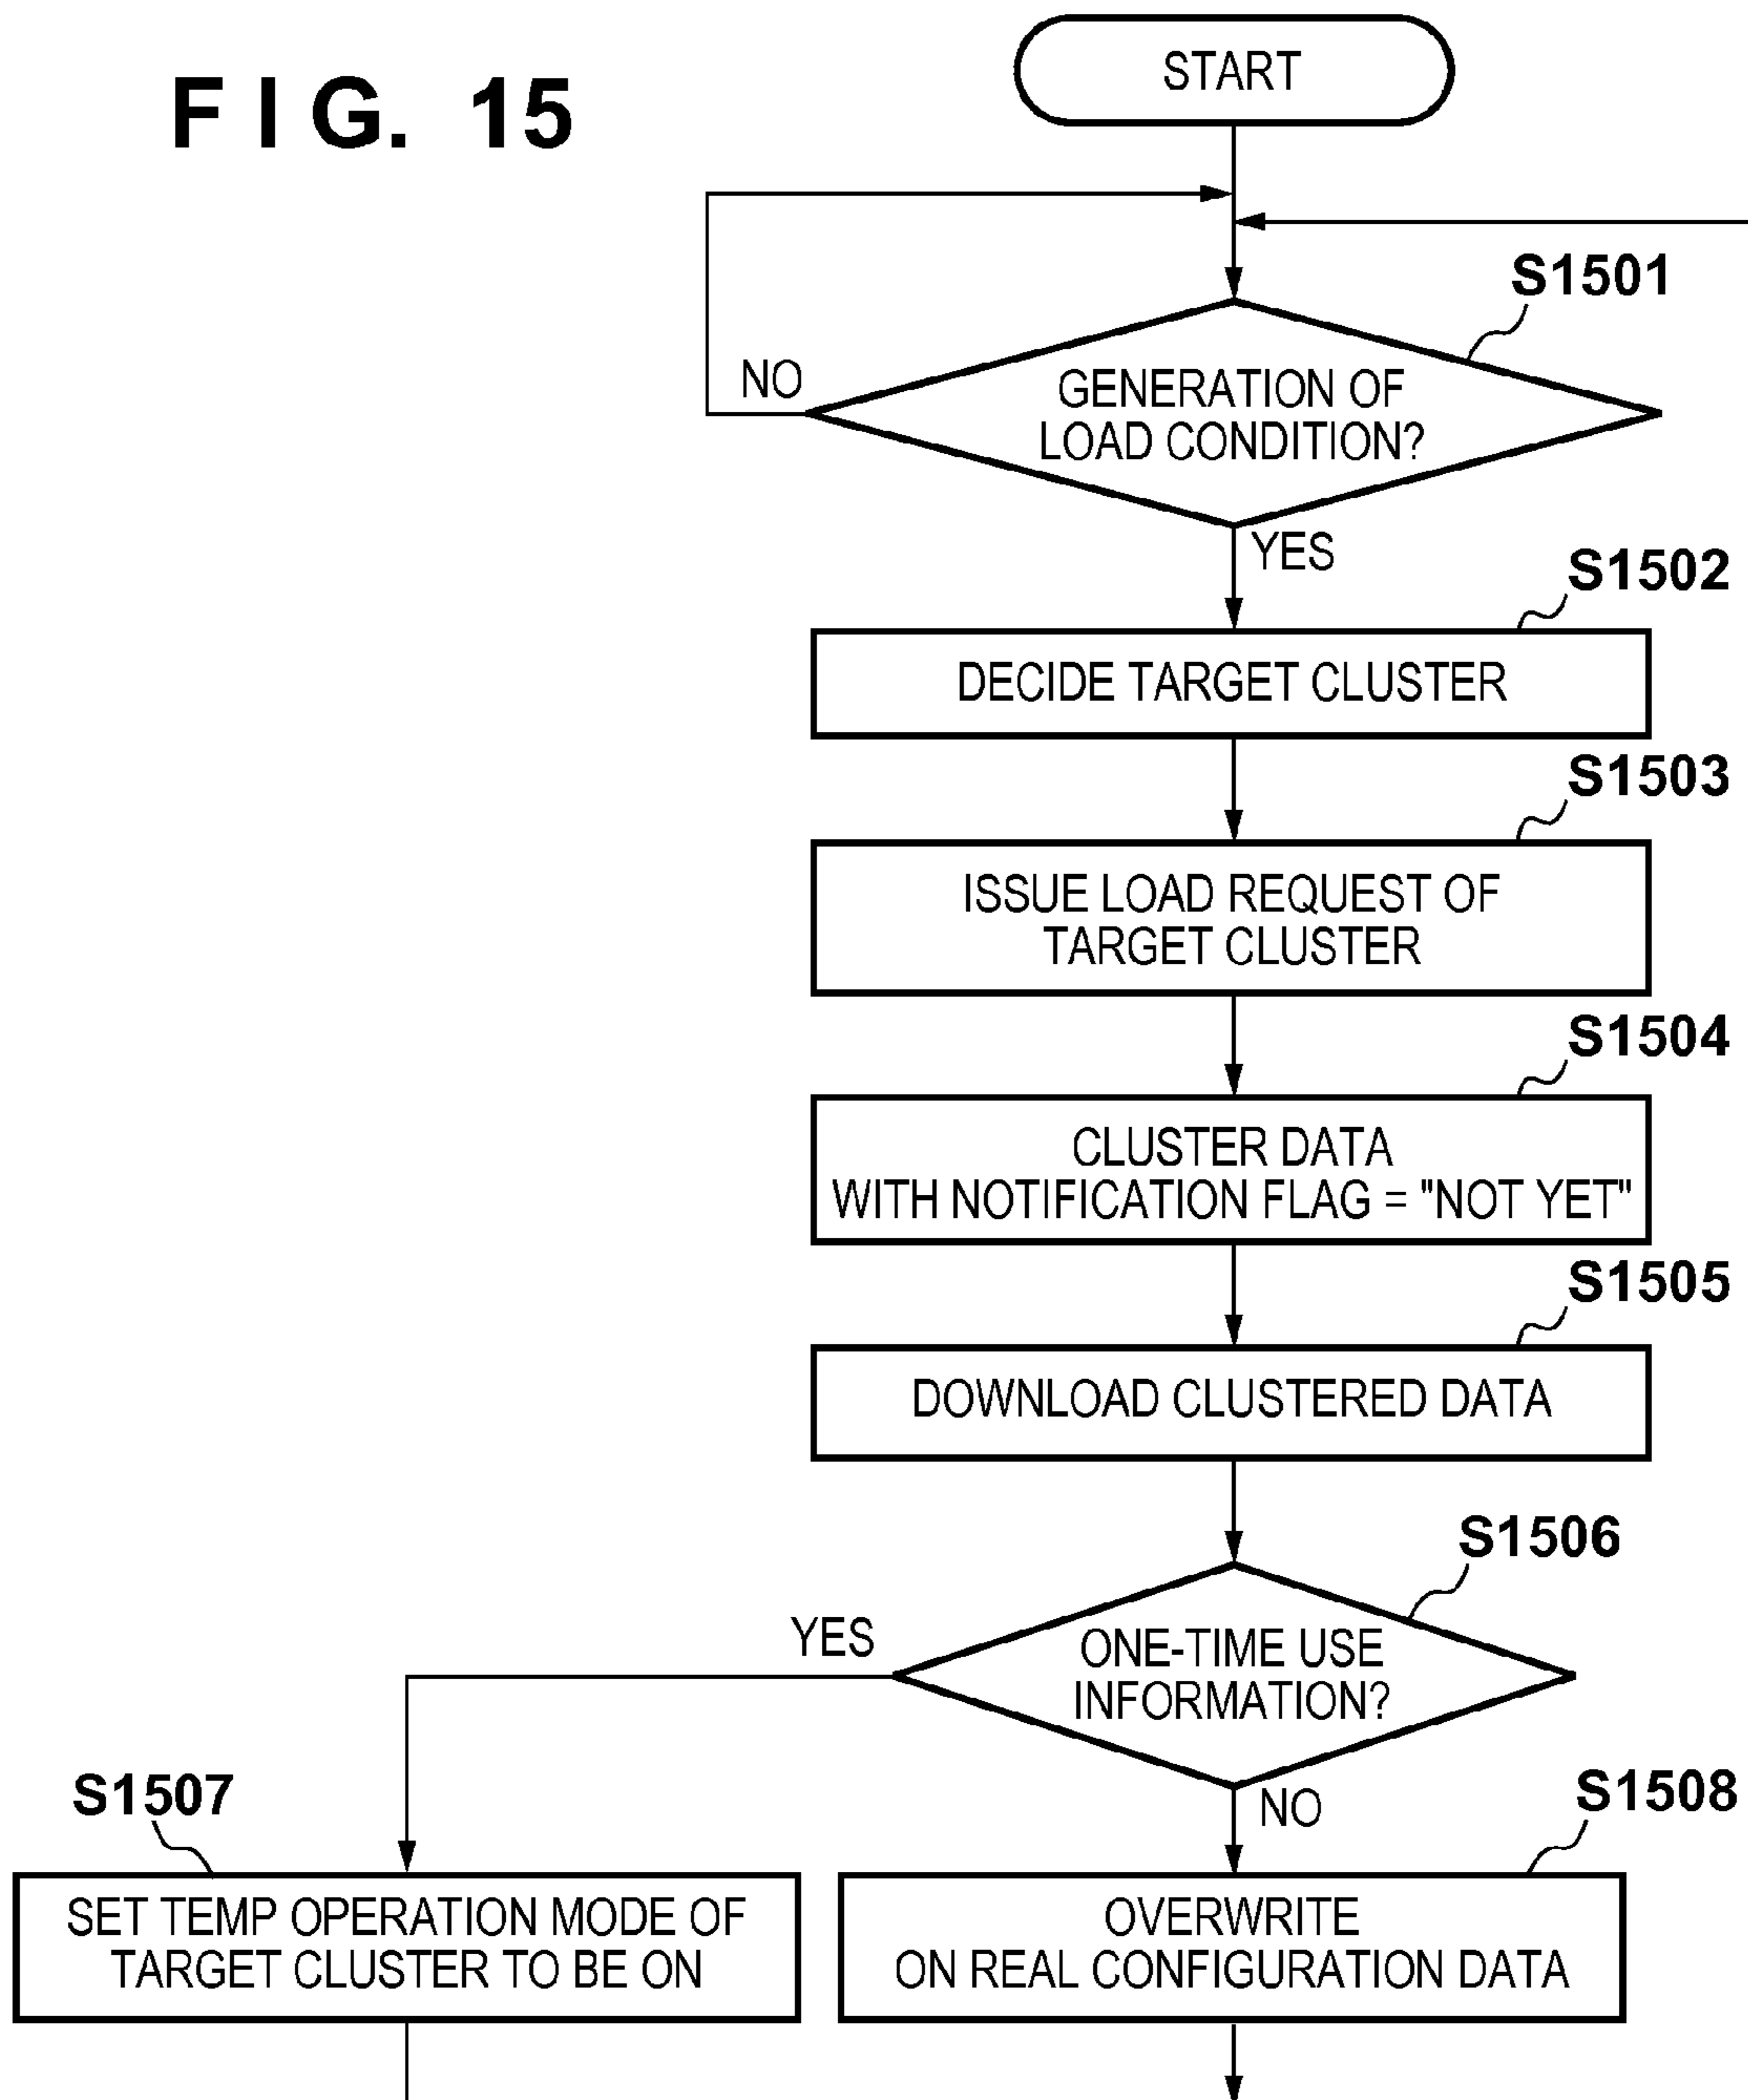 F I G. 15
START
S1501
NO
GENERATION OF
LOAD CONDITION?
YES
S1502
DECIDE TARGET CLUSTER
S1503
ISSUE LOAD REQUEST OF
TARGET CLUSTER
S1504
CLUSTER DATA
WITH NOTIFICATION FLAG = "NOT YET"
S1505
DOWNLOAD CLUSTERED DATA
S1506
YES
ONE-TIME USE
INFORMATION?
S1507
NO
S1508
SET TEMP OPERATION MODE OF
TARGET CLUSTER TO BE ON
OVERWRITE
ON REAL CONFIGURATION DATA